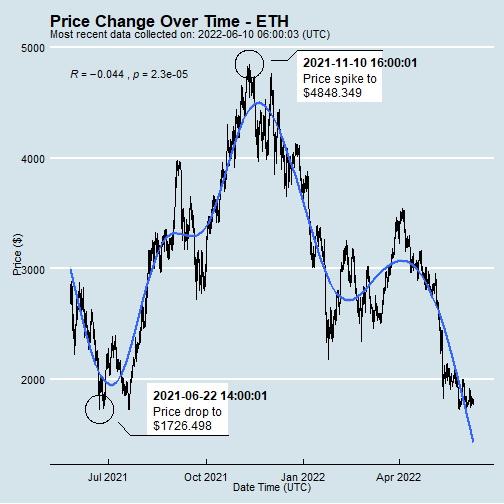 Price Change Over Time - ETH
Most recent data collected on: 2022-06-10 06:00:03 (UTC)
5000
R = −0.044 , p = 2.3e-05
2021-11-10 16:00:01
Price spike to
$4848.349
4000
Price ($)
3000
2000
2021-06-22 14:00:01
Price drop to
$1726.498
Jul 2021
Oct 2021
Jan 2022
Apr 2022
Date Time (UTC)